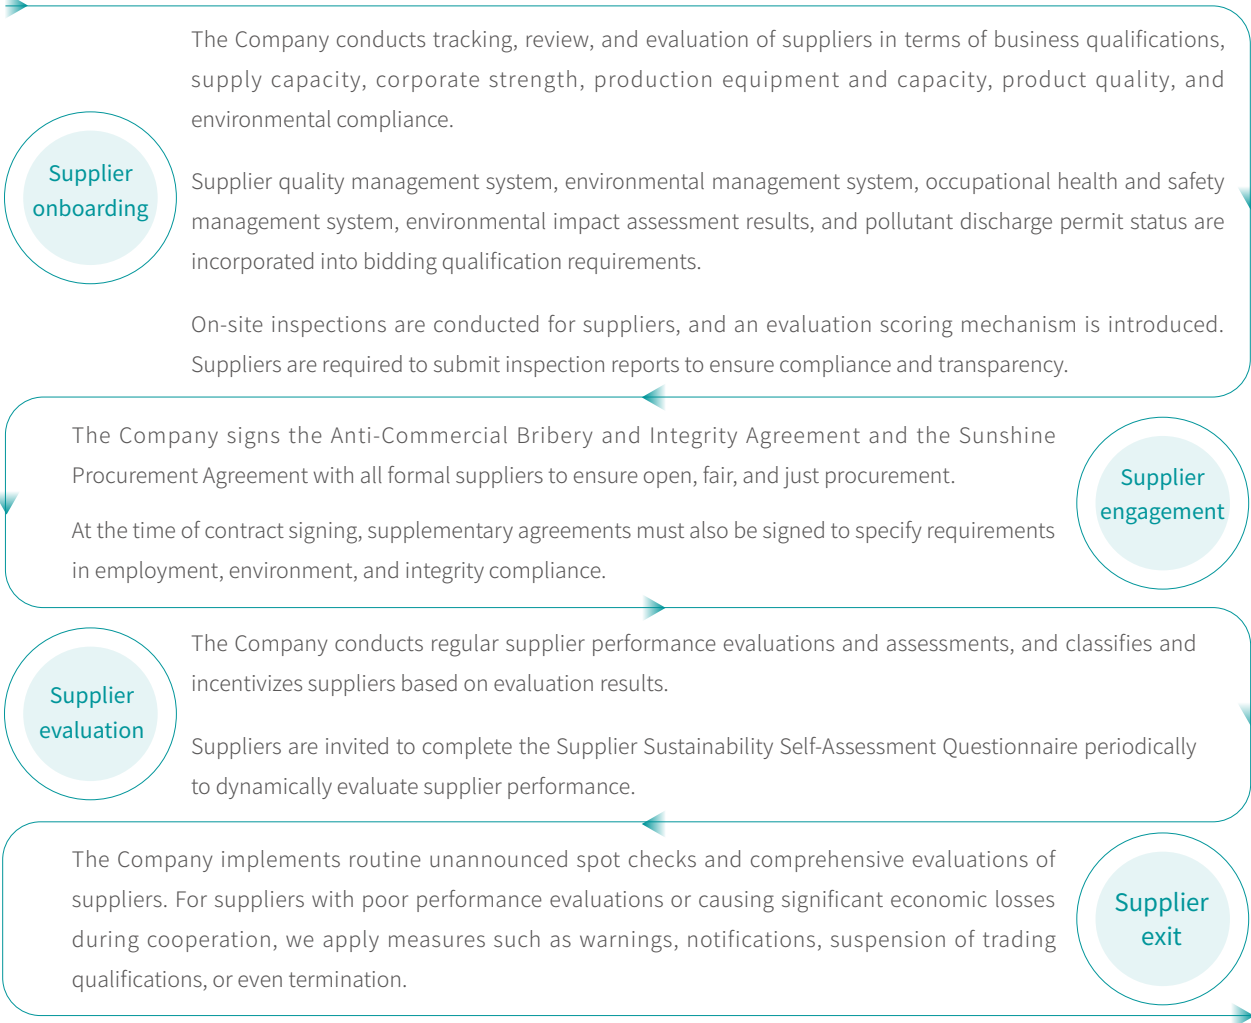 The Company conducts tracking, review, and evaluation of suppliers in terms of business qualifications,
supply capacity, corporate strength, production equipment and capacity, product quality, and
environmental compliance.
Supplier
onboarding
Supplier quality management system, environmental management system, occupational health and safety
management system, environmental impact assessment results, and pollutant discharge permit status are
incorporated into bidding qualification requirements.
On-site inspections are conducted for suppliers, and an evaluation scoring mechanism is introduced.
Suppliers are required to submit inspection reports to ensure compliance and transparency.
The Company signs the Anti-Commercial Bribery and Integrity Agreement and the Sunshine
Procurement Agreement with all formal suppliers to ensure open, fair, and just procurement.
At the time of contract signing, supplementary agreements must also be signed to specify requirements
in employment, environment, and integrity compliance.
Supplier
engagement
Supplier
evaluation
The Company conducts regular supplier performance evaluations and assessments, and classifies and
incentivizes suppliers based on evaluation results.
Suppliers are invited to complete the Supplier Sustainability Self-Assessment Questionnaire periodically
to dynamically evaluate supplier performance.
The Company implements routine unannounced spot checks and comprehensive evaluations of
suppliers. For suppliers with poor performance evaluations or causing significant economic losses
during cooperation, we apply measures such as warnings, notifications, suspension of trading
qualifications, or even termination.
Supplier
exit